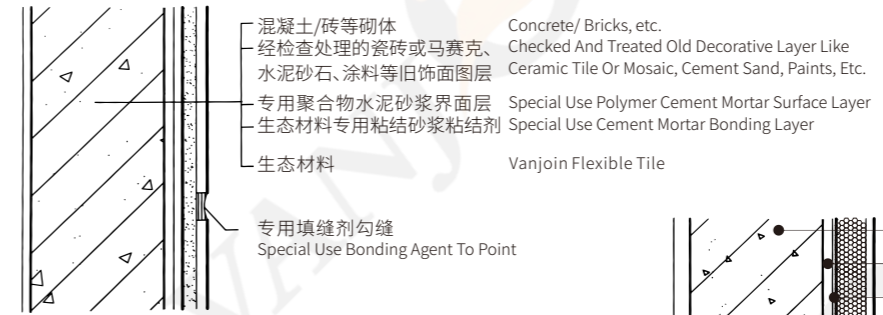 混凝土/砖等砌体 Concrete/ Bricks, etc.
经检查处理的瓷砖或马赛克、 Checked And Treated Old Decorative Layer Like
水泥砂石、涂料等旧饰面图层 Ceramic Tile Or Mosaic, Cement Sand, Paints, Etc.
专用聚合物水泥砂浆界面层 Special Use Polymer Cement Mortar Surface Layer
生态材料专用粘结砂浆粘结剂 Special Use Cement Mortar Bonding Layer
生态材料 Vanjoin Flexible Tile
专用填缝剂勾缝
Special Use Bonding Agent To Point
VANJO